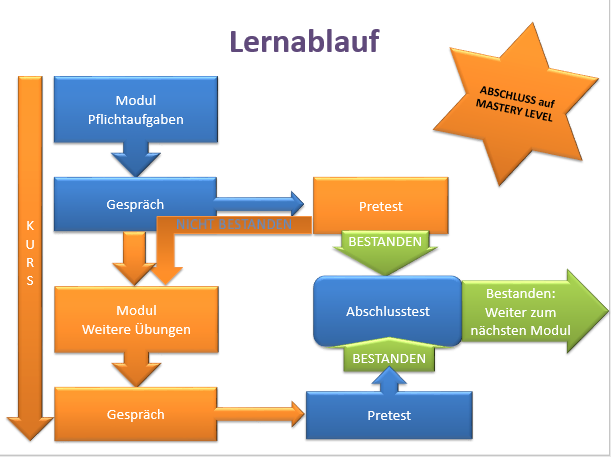 Lernablauf
ABSCHLUSS auf
MASTERY LEVEL
K
U
R
S
Modul
Pflichtaufgaben
Gespräch
Pretest
NICHT BESTANDEN
BESTANDEN
Modul
Weitere Übungen
Abschlusstest
Bestanden:
Weiter zum
nächsten Modul
BESTANDEN
Gespräch
Pretest